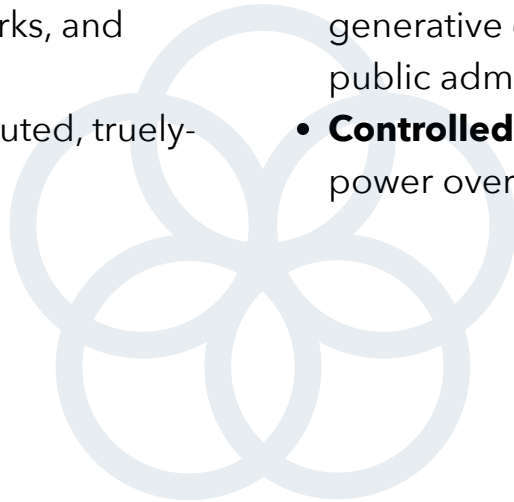 rks, and
uted, truely-
generative
public adm
• Controlled
power over